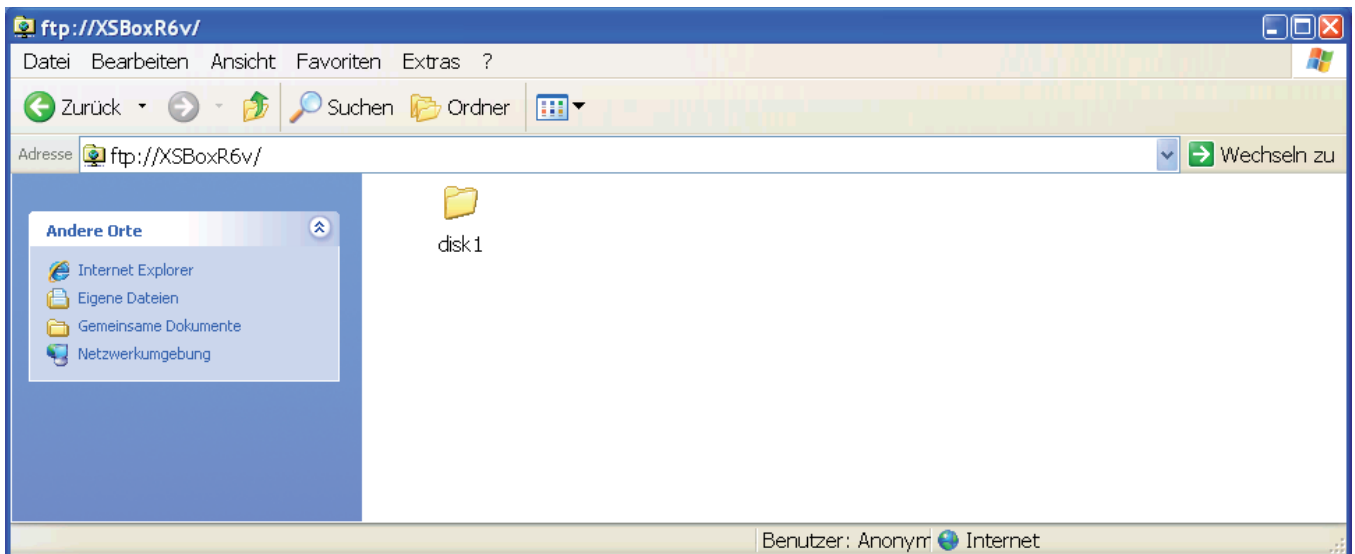 ftp://XSBoxR6v/
Datei Bearbeiten Ansicht Favoriten Extras ?
Zurück Suchen Ordner
Adresse ftp://XSBoxR6v/ Wechseln zu
Andere Orte
Internet Explorer
Eigene Dateien
Gemeinsame Dokumente
Netzwerkumgebung
disk1
Benutzer: Internet